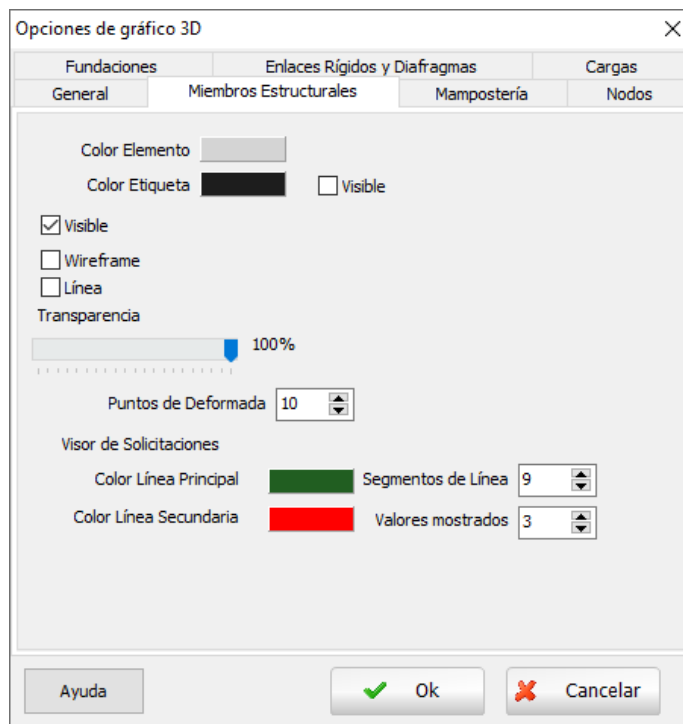 Opciones de gráfico 3D
Fundaciones Enlaces Rígidos y Diafragmas Cargas
General Miembros Estructurales Mampostería Nodos
Color Elemento
Color Etiqueta Visible
Visible
Wireframe
Línea
Transparencia
100%
Puntos de Deformada 10
Visor de Solicitaciones
Color Línea Principal Segmentos de Línea 9
Color Línea Secundaria Valores mostrados 3
Ayuda Ok Cancelar